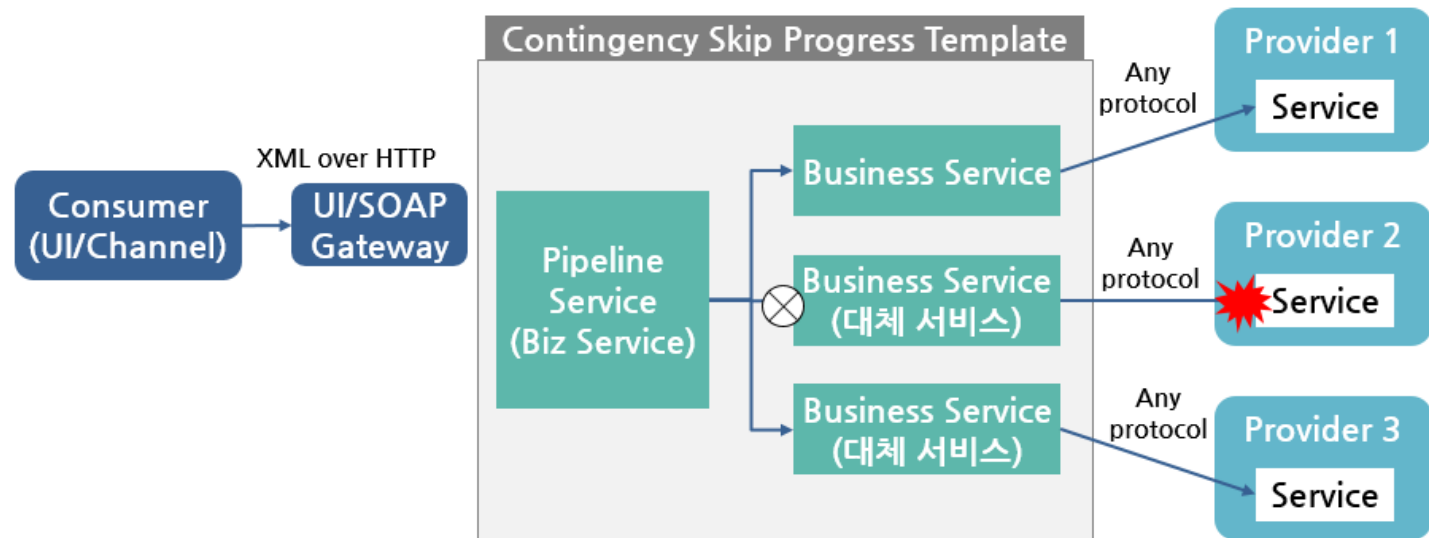 Contingency Skip Progress Template
Consumer
(UI/Channel)
XML over HTTP
UI/SOAP
Gateway
Pipeline
Service
(Biz Service)
Business Service
Any
protocol
Provider 1
Service
Business Service
(대체 서비스)
Any
protocol
Provider 2
Service
Business Service
(대체 서비스)
Any
protocol
Provider 3
Service